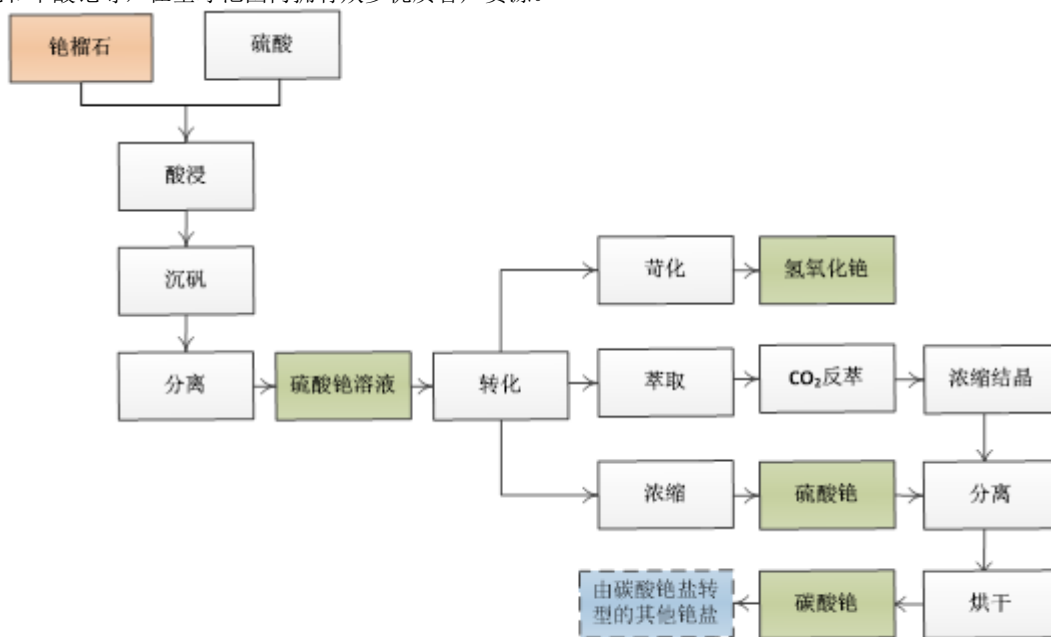 铯榴石
硫酸
酸浸
沉矾
苛化
氢氧化铯
分离
硫酸铯溶液
转化
萃取
CO₂反萃
浓缩结晶
浓缩
硫酸铯
分离
由碳酸铯盐转
型的其他铯盐
碳酸铯
烘干